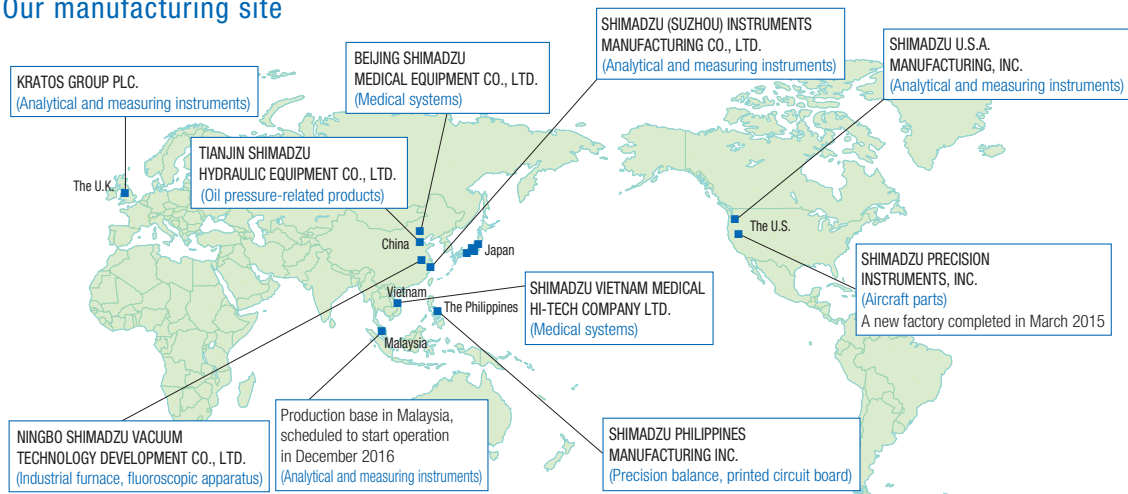 Our manufacturing site
SHIMADZU (SUZHOU) INSTRUMENTS
MANUFACTURING CO., LTD.
(Analytical and measuring instruments)
SHIMADZU U.S.A.
MANUFACTURING, INC.
(Analytical and measuring instruments)
BEIJING SHIMADZU
MEDICAL EQUIPMENT CO., LTD.
(Medical systems)
KRATOS GROUP PLC.
(Analytical and measuring instruments)
TIANJIN SHIMADZU
HYDRAULIC EQUIPMENT CO., LTD.
(Oil pressure-related products)
The U.K.
China
Japan
The U.S.
SHIMADZU PRECISION
INSTRUMENTS, INC.
(Aircraft parts)
A new factory completed in March 2015
Vietnam
The Philippines
SHIMADZU VIETNAM MEDICAL
HI-TECH COMPANY LTD.
(Medical systems)
Malaysia
NINGBO SHIMADZU VACUUM
TECHNOLOGY DEVELOPMENT CO., LTD.
(Industrial furnace, fluoroscopic apparatus)
Production base in Malaysia,
scheduled to start operation
in December 2016
(Analytical and measuring instruments)
SHIMADZU PHILIPPINES
MANUFACTURING INC.
(Precision balance, printed circuit board)